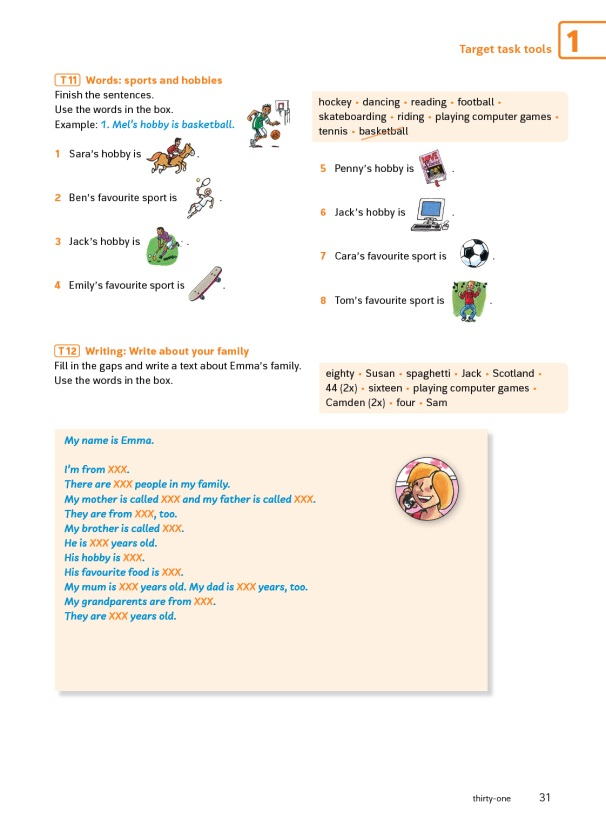 Target task tools
1
T 11 Words: sports and hobbies
Finish the sentences.
Use the words in the box.
Example: 1. Mel's hobby is basketball.
hockey • dancing • reading • football •
skateboarding • riding • playing computer games •
tennis • basketball
1 Sara's hobby is .
2 Ben's favourite sport is .
3 Jack's hobby is .
4 Emily's favourite sport is .
5 Penny's hobby is .
6 Jack's hobby is .
7 Cara's favourite sport is .
8 Tom's favourite sport is .
T 12 Writing: Write about your family
Fill in the gaps and write a text about Emma's family.
Use the words in the box.
eighty • Susan • spaghetti • Jack • Scotland •
44 (2x) • sixteen • playing computer games •
Camden (2x) • four • Sam
My name is Emma.
I'm from XXX.
There are XXX people in my family.
My mother is called XXX and my father is called XXX.
They are from XXX, too.
My brother is called XXX.
He is XXX years old.
His hobby is XXX.
His favourite food is XXX.
My mum is XXX years old. My dad is XXX years, too.
My grandparents are from XXX.
They are XXX years old.
thirty-one 31